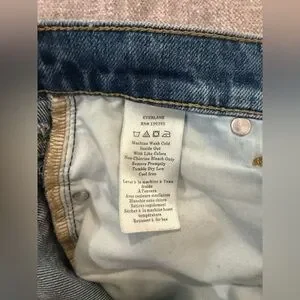 EVERLANE
Machine Wash Cold
Inside Out
With Like Colors
Non-Chlorine Bleach Only
Remove Promptly
Tumble Dry Low
Cool Iron
Laver à la machine à l'eau
froide
À l'envers
Avec couleurs similaires
Blanchir sans chlore
Retirer rapidement
Sécher à la machine basse
température
Repasser à fer bas